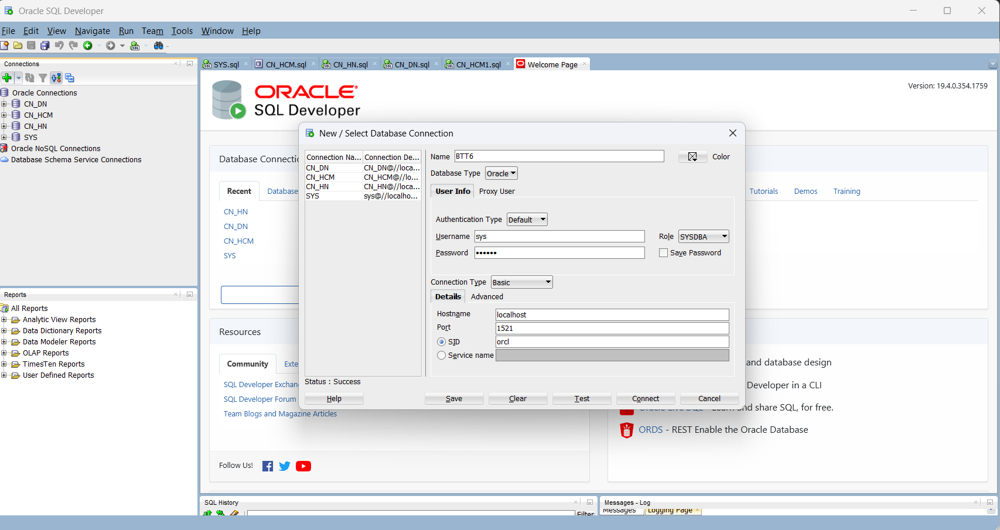 Oracle SQL Developer
File Edit View Navigate Run Team Tools Window Help
Connections
Oracle Connections
CN_DN
CN_HCM
CN_HN
SYS
Oracle NoSQL Connections
Database Schema Service Connections
Reports
All Reports
Analytic View Reports
Data Dictionary Reports
Data Modeler Reports
OLAP Reports
TimesTen Reports
User Defined Reports
SYS.sql CN_HCM.sql CN_HN.sql CN_DN.sql CN_HCM1.sql Welcome Page
ORACLE
SQL Developer
Version: 19.4.0.354.1759
Database Connectio
Recent Database
CN_HN
CN_DN
CN_HCM
SYS
Tutorials Demos Training
Resources
Community Exte
SQL Developer Exchan
SQL Developer Forum
Team Blogs and Magazine Articles
and database design
Developer in a CLI
Oracle Live SQL - Learn and share SQL, for free.
ORDS - REST Enable the Oracle Database
Follow Us!
New / Select Database Connection
Connection Na... Connection De...
CN_DN CN_DN@//loca...
CN_HCM CN_HCM@//lo...
CN_HN CN_HN@//loca...
SYS sys@//localho...
Name BTT6 Color
Database Type Oracle
User Info Proxy User
Authentication Type Default
Username sys Role SYSDBA
Password •••••• Save Password
Connection Type Basic
Details Advanced
Hostname localhost
Port 1521
SID orcl
Service name
Status : Success
Help Save Clear Test Connect Cancel
SQL History
Filter
Messages - Log
Messages Logging Page